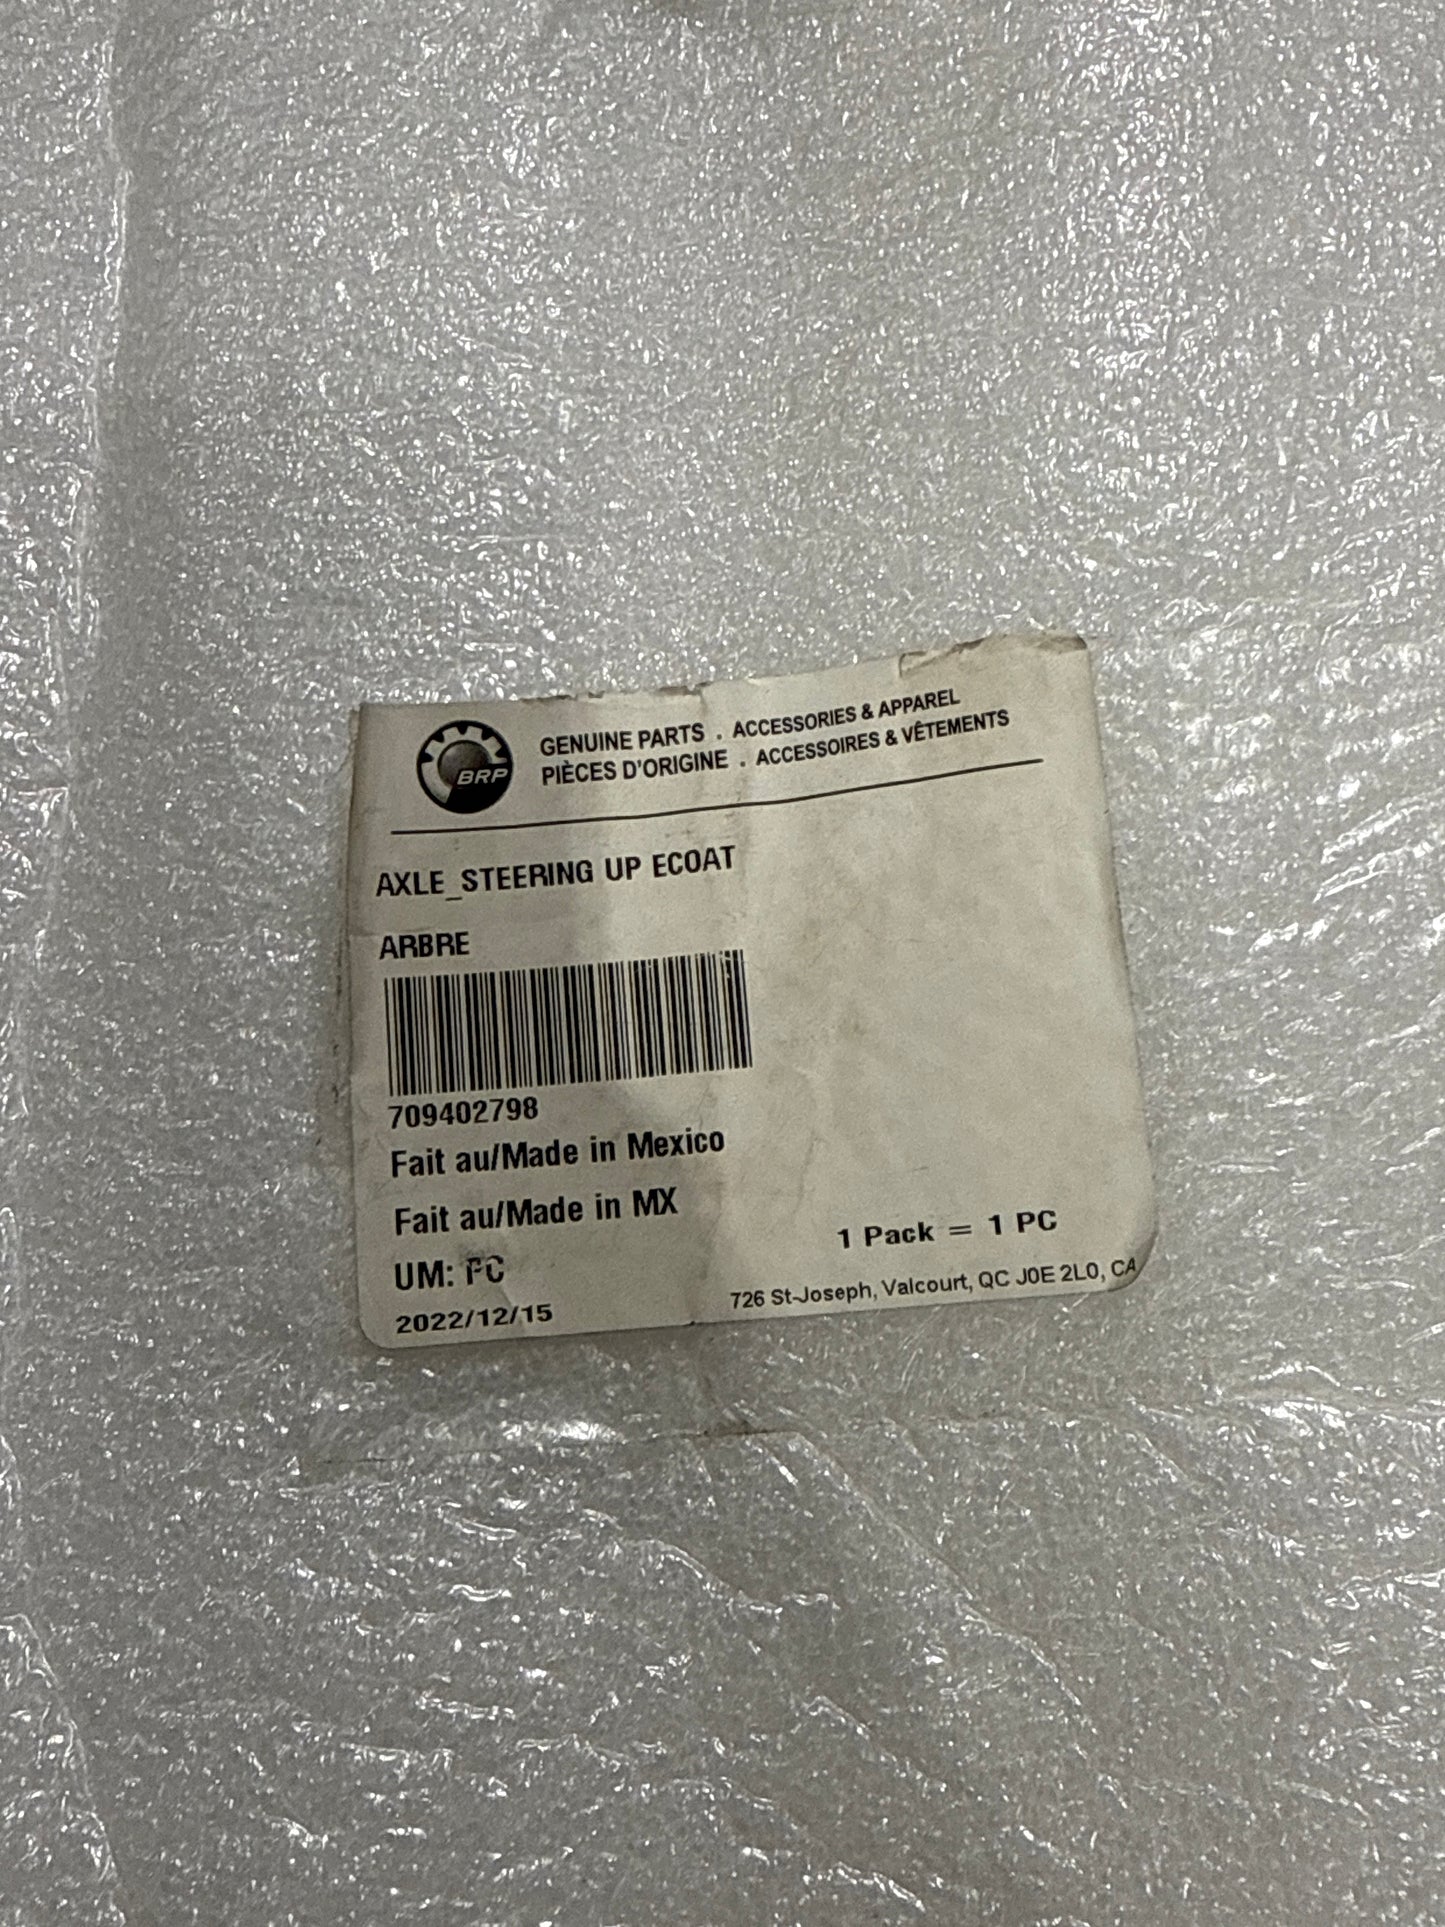 BRP
GENUINE PARTS . ACCESSORIES & APPAREL
PIÈCES D'ORIGINE . ACCESSOIRES & VÊTEMENTS
AXLE_STEERING UP ECOAT
ARBRE
709402798
Fait au/Made in Mexico
Fait au/Made in MX
UM: PC
1 Pack = 1 PC
2022/12/15
726 St-Joseph, Valcourt, QC J0E 2L0, CA